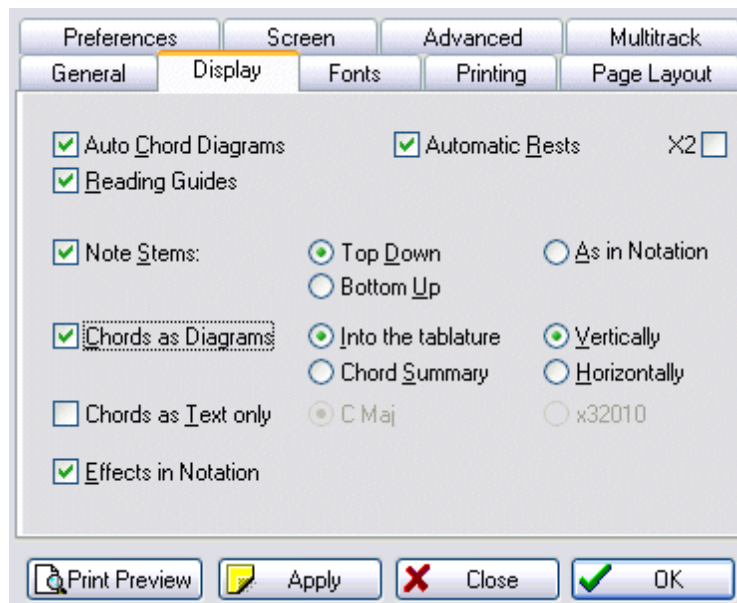 Preferences Screen Advanced Multitrack
General Display Fonts Printing Page Layout
Auto Chord Diagrams Automatic Rests X2
Reading Guides
Note Stems: Top Down As in Notation
Bottom Up
Chords as Diagrams Into the tablature Vertically
Chord Summary Horizontally
Chords as Text only C Maj x32010
Effects in Notation
Print Preview Apply Close OK